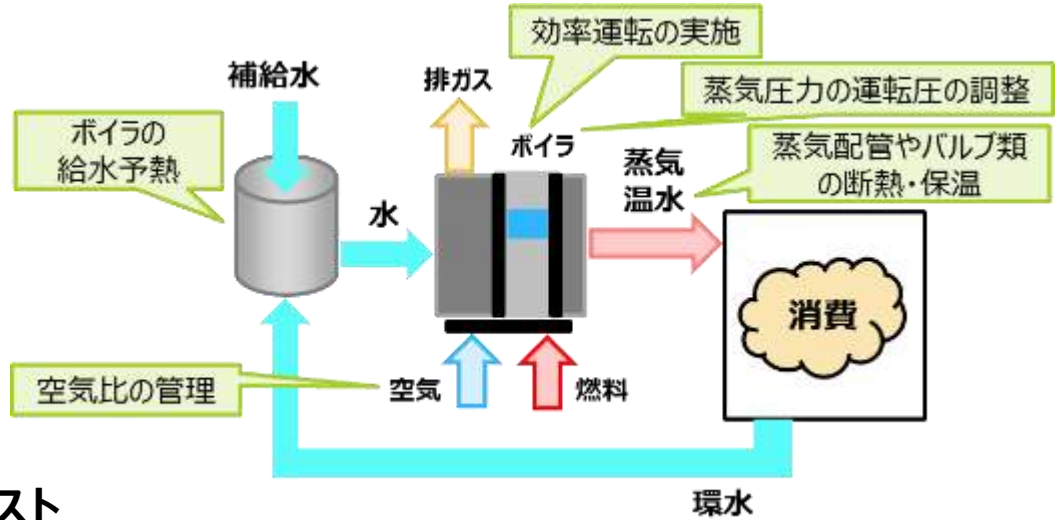 効率運転の実施
補給水
排ガス
蒸気圧力の運転圧の調整
ボイラの
給水予熱
ボイラ
蒸気配管やバルブ類
の断熱・保温
蒸気
温水
水
消費
空気比の管理
空気
燃料
環水
スト